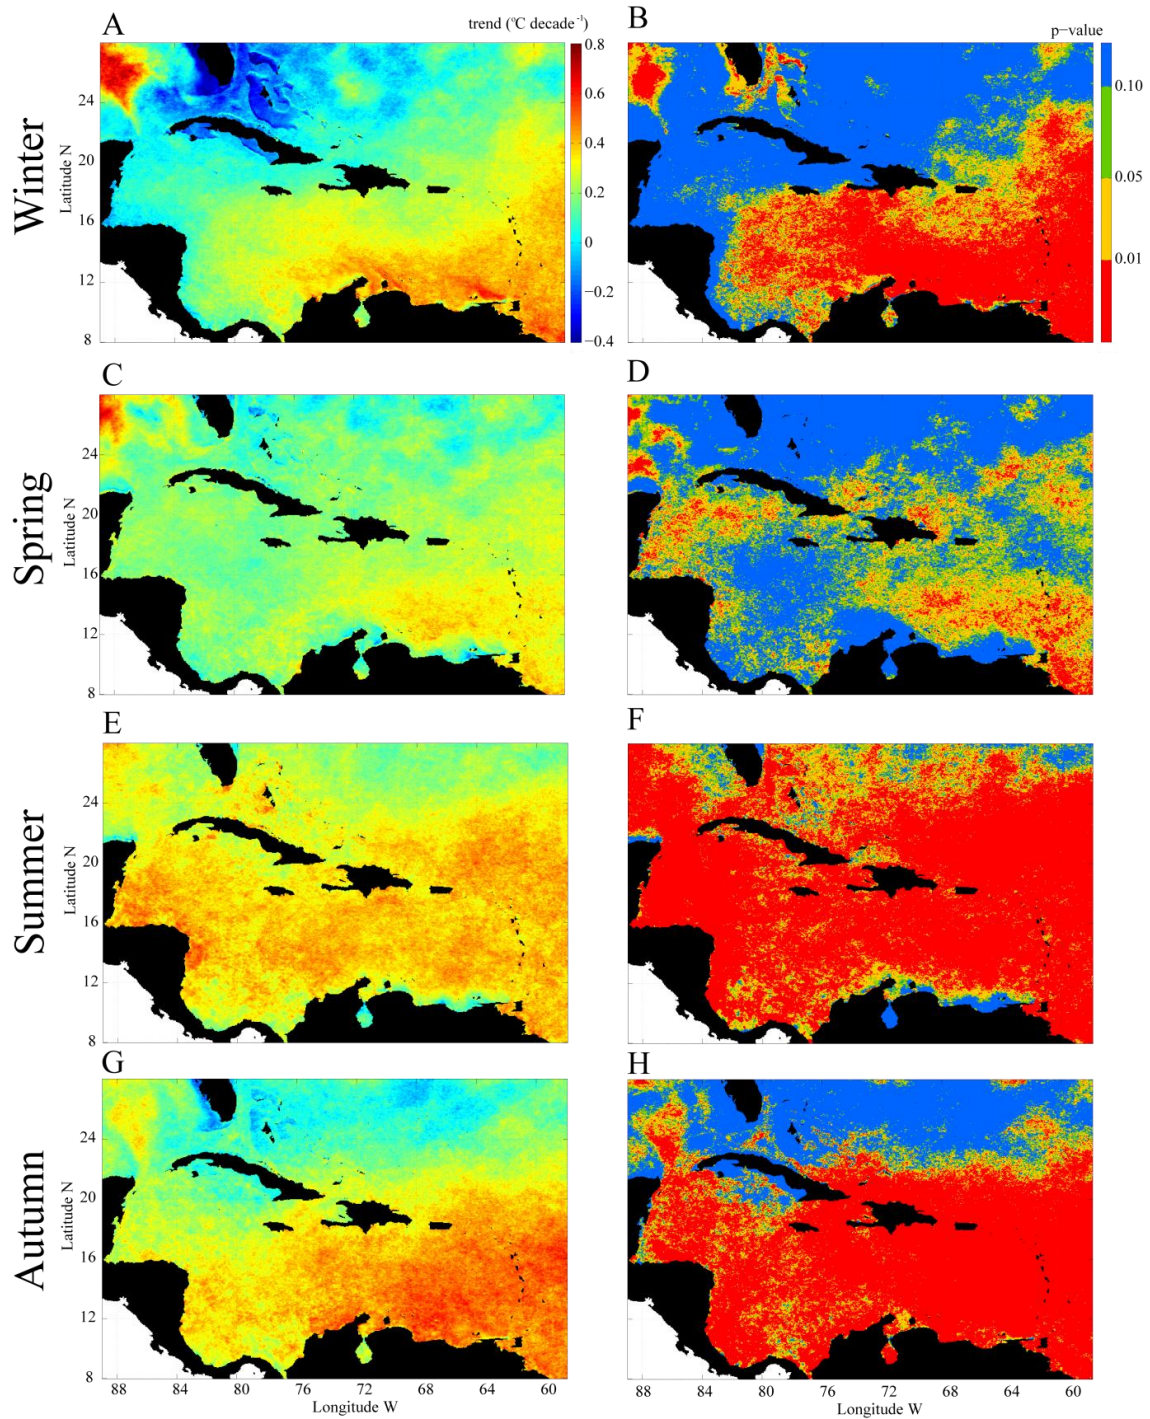 A
trend (ºC decade⁻¹)
B
p−value
Winter
Latitude N
24
20
16
12
8
0.8
0.6
0.4
0.2
0
−0.2
−0.4
0.10
0.05
0.01
C
D
Spring
Latitude N
24
20
16
12
8
E
F
Summer
Latitude N
24
20
16
12
8
G
H
Autumn
Latitude N
24
20
16
12
8
88 84 80 76 72 68 64 60
Longitude W
88 84 80 76 72 68 64 60
Longitude W